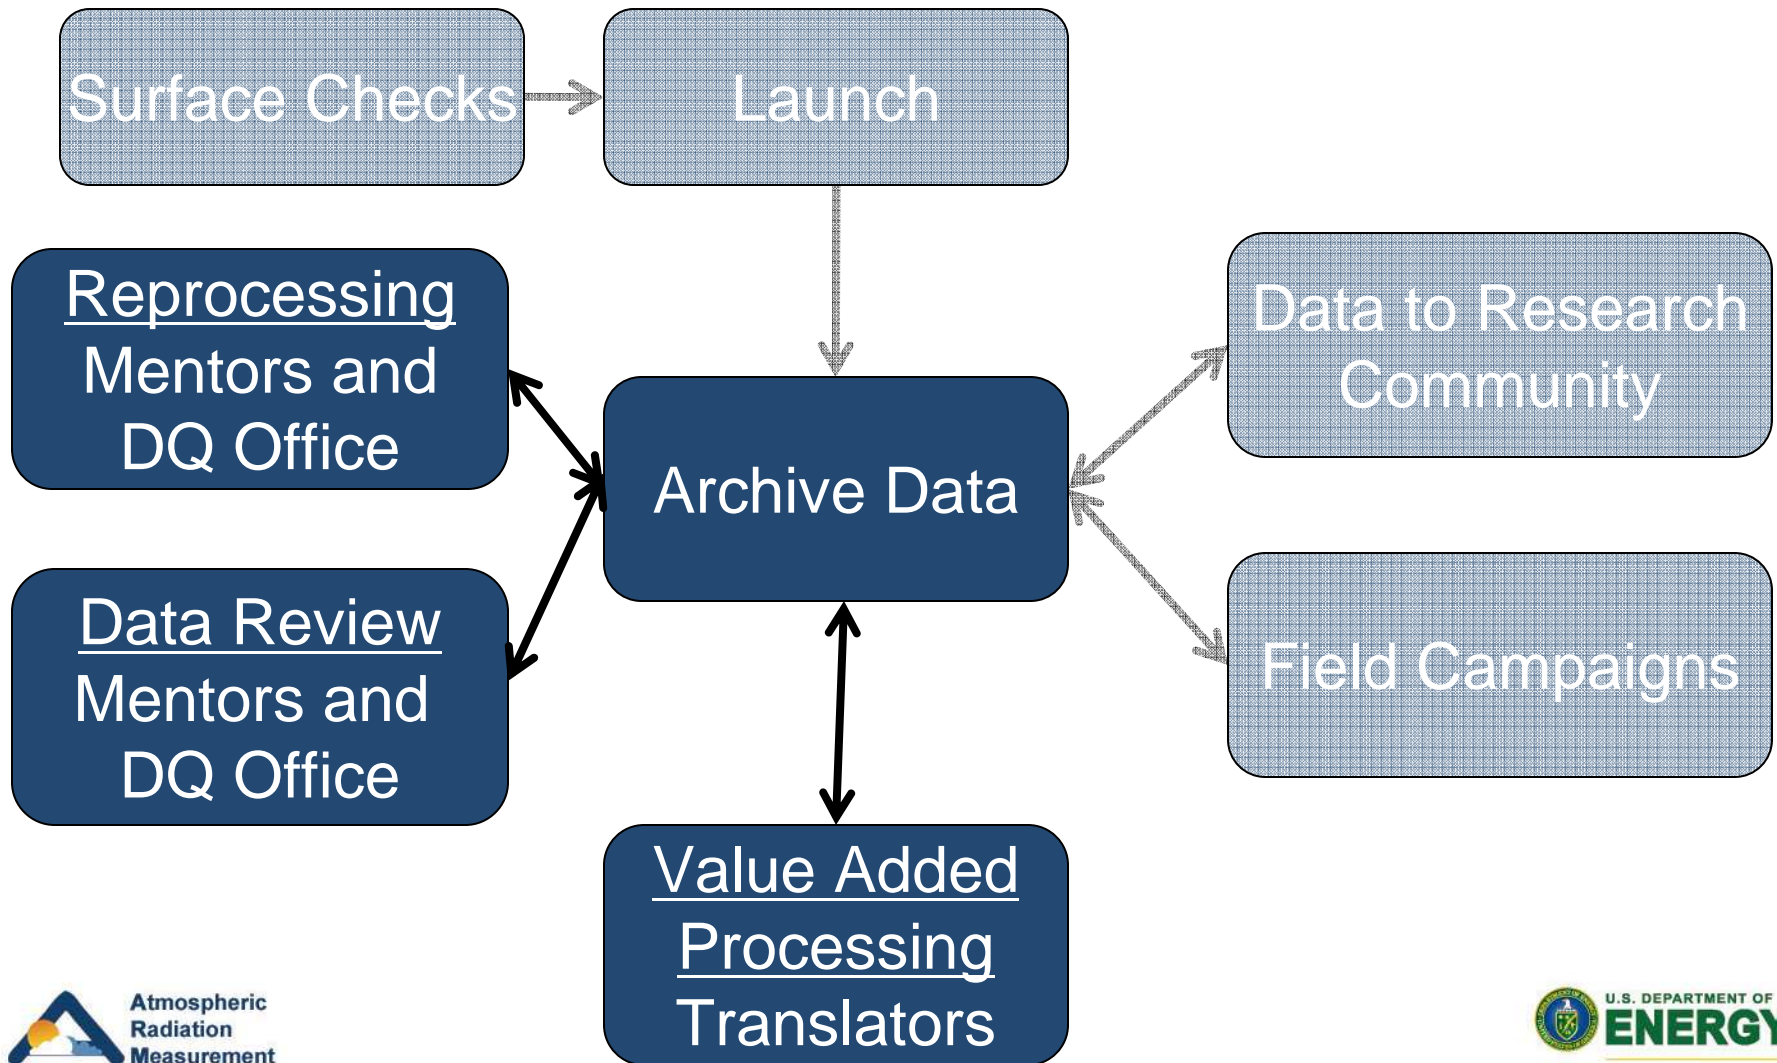 Surface Checks
Launch
Reprocessing
Mentors and
DQ Office
Data to Research
Community
Archive Data
Data Review
Mentors and
DQ Office
Field Campaigns
Value Added
Processing
Translators
Atmospheric
Radiation
Measurement
U.S. DEPARTMENT OF
ENERGY